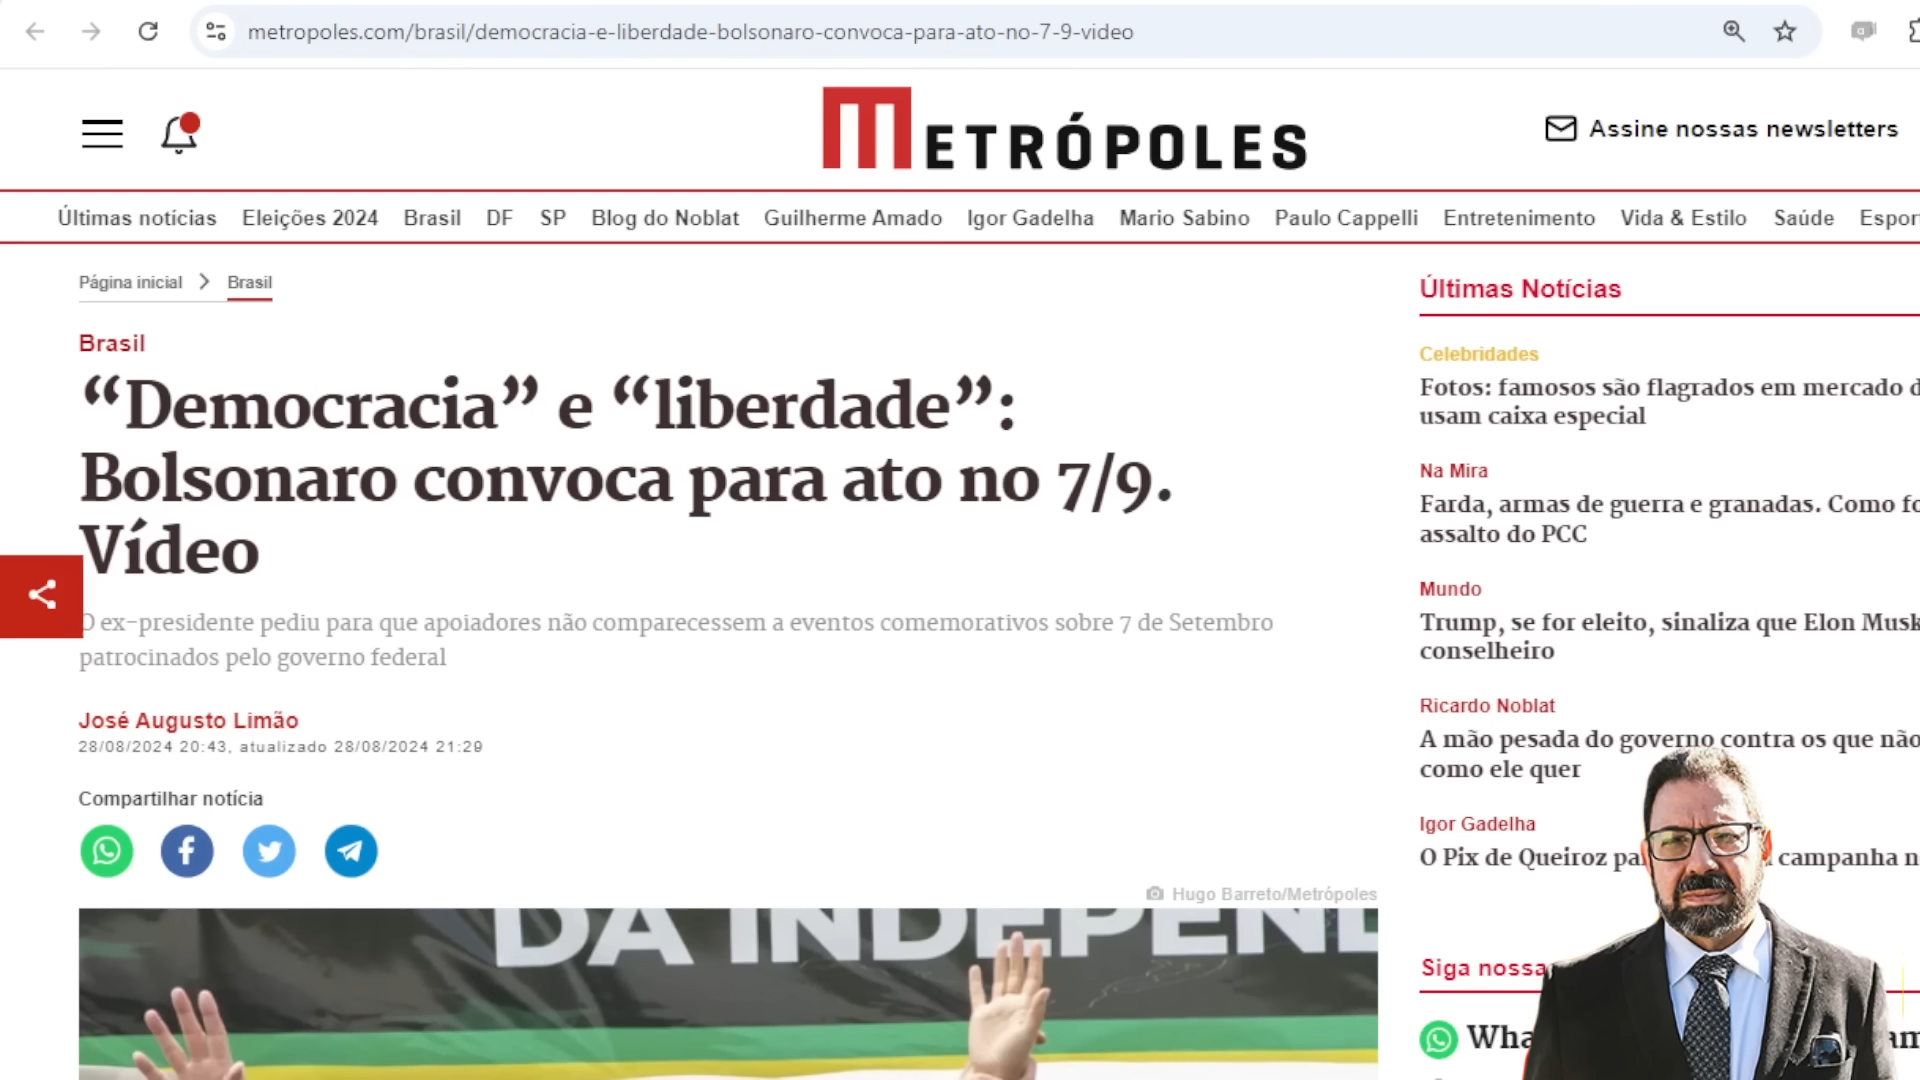 metropoles.com/brasil/democracia-e-liberdade-bolsonaro-convoca-para-ato-no-7-9-video
METRÓPOLES
Assine nossas newsletters
Últimas notícias Eleições 2024 Brasil DF SP Blog do Noblat Guilherme Amado Igor Gadelha Mario Sabino Paulo Cappelli Entretenimento Vida & Estilo Saúde
Página inicial > Brasil
Brasil
“Democracia” e “liberdade”:
Bolsonaro convoca para ato no 7/9.
Vídeo
O ex-presidente pediu para que apoiadores não comparecessem a eventos comemorativos sobre 7 de Setembro
patrocinados pelo governo federal
José Augusto Limão
28/08/2024 20:43, atualizado 28/08/2024 21:29
Compartilhar notícia
Hugo Barreto/Metrópoles
DA INDEPEN
Últimas Notícias
Celebridades
Fotos: famosos são flagrados em mercado
usam caixa especial
Na Mira
Farda, armas de guerra e granadas. Como
assalto do PCC
Mundo
Trump, se for eleito, sinaliza que Elon Musk
conselheiro
Ricardo Noblat
A mão pesada do governo contra os que não
como ele quer
Igor Gadelha
O Pix de Queiroz campanha
Siga